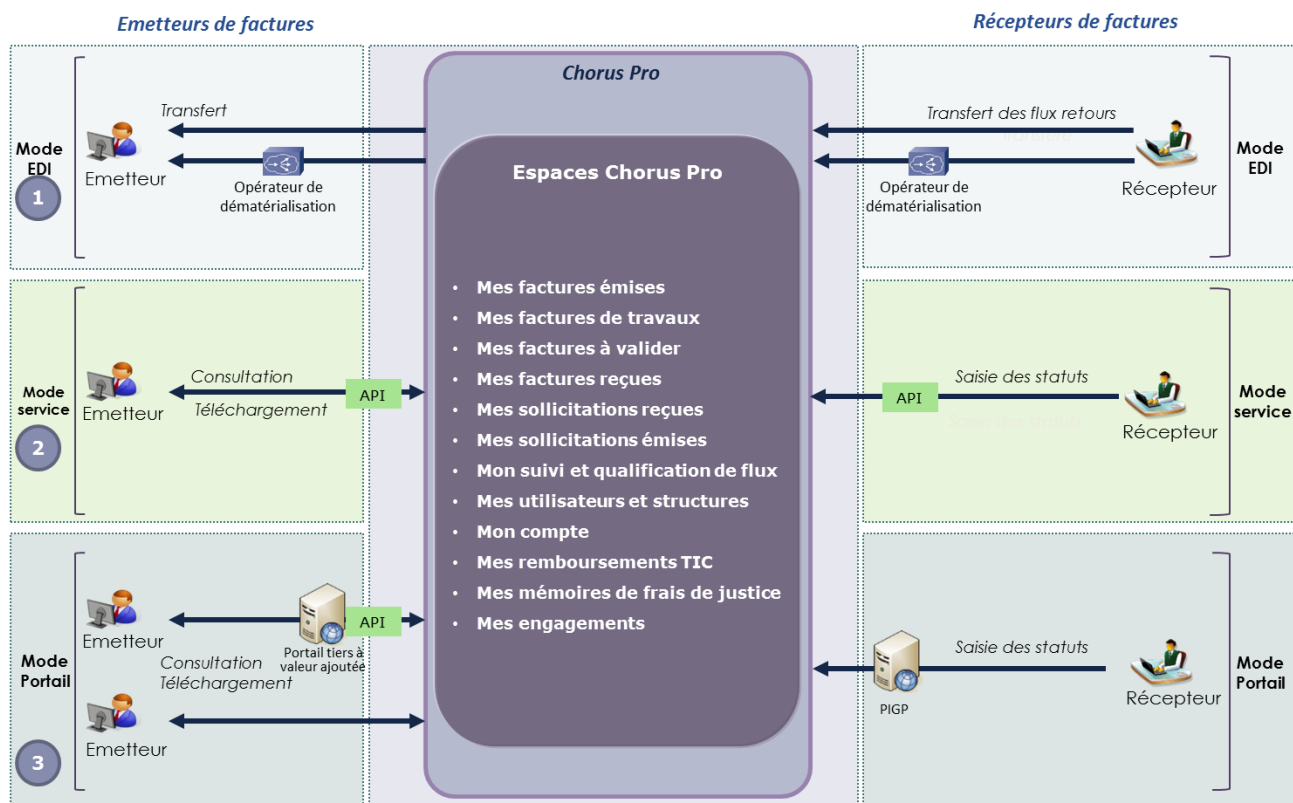 Emetteurs de factures
Récepteurs de factures
Chorus Pro
Mode
EDI
1
Emetteur
Transfert
Opérateur de
dématérialisation
Transfert des flux retours
Opérateur de
dématérialisation
Récepteur
Mode
EDI
Espaces Chorus Pro
• Mes factures émises
• Mes factures de travaux
• Mes factures à valider
• Mes factures reçues
• Mes sollicitations reçues
• Mes sollicitations émises
• Mon suivi et qualification de flux
• Mes utilisateurs et structures
• Mon compte
• Mes remboursements TIC
• Mes mémoires de frais de justice
• Mes engagements
Mode
service
2
Emetteur
Consultation
Téléchargement
API
API
Saisie des statuts
Saisie des statuts
Récepteur
Mode
service
Mode
Portail
3
Emetteur
Portail tiers à
valeur ajoutée
API
Consultation
Téléchargement
Emetteur
PIGP
Saisie des statuts
Récepteur
Mode
Portail